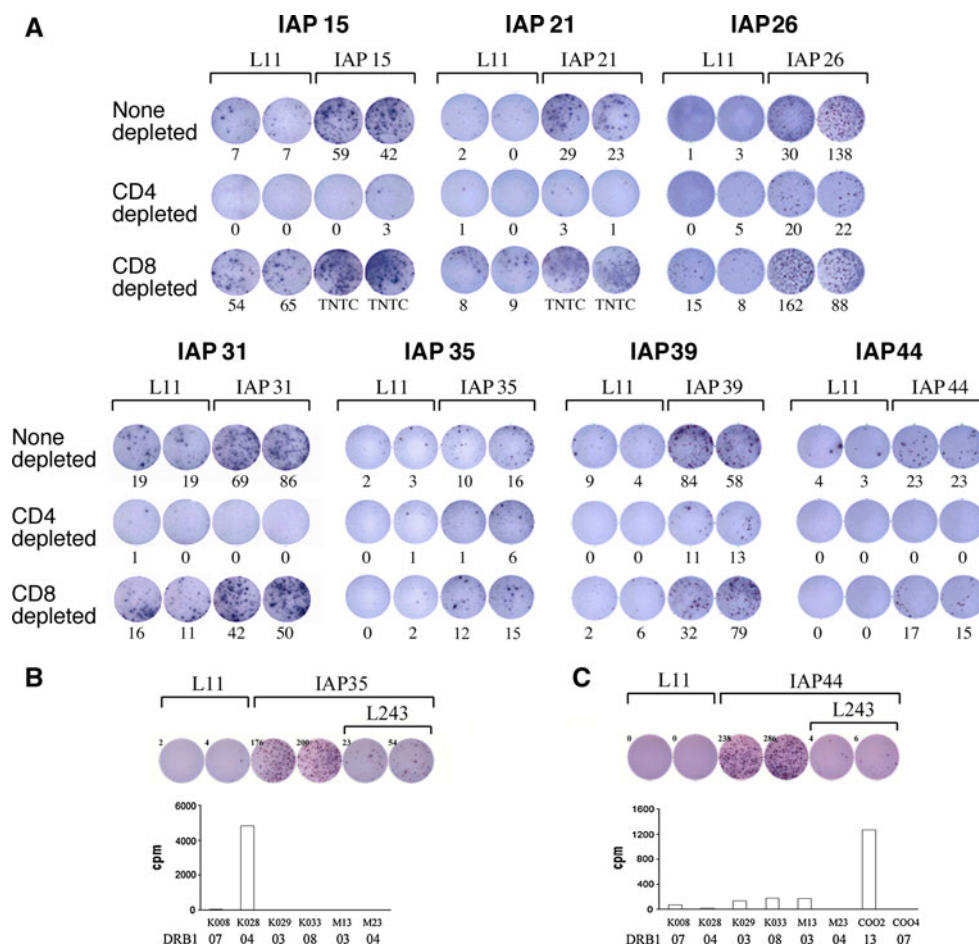 A
IAP 15 IAP 21 IAP26
L11 IAP 15 L11 IAP 21 L11 IAP 26
None depleted
7 7 59 42 2 0 29 23 1 3 30 138
CD4 depleted
0 0 0 3 1 0 3 1 0 5 20 22
CD8 depleted
54 65 TNTC TNTC 8 9 TNTC TNTC 15 8 162 88
IAP 31 IAP 35 IAP39 IAP44
L11 IAP 31 L11 IAP 35 L11 IAP 39 L11 IAP 44
None depleted
19 19 69 86 2 3 10 16 9 4 84 58 4 3 23 23
CD4 depleted
1 0 0 0 0 1 1 6 0 0 11 13 0 0 0 0
CD8 depleted
16 11 42 50 0 2 12 15 2 6 32 79 0 0 17 15
B
L11 IAP35
L243
2 4 176 200 23 54
6000
4000
2000
0
cpm
K008 K028 K029 K033 M13 M23
DRB1 07 04 03 08 03 04
C
L11 IAP44
L243
0 0 238 286 4 6
1600
1200
800
400
0
cpm
K008 K028 K029 K033 M13 M23 COO2 COO4
DRB1 07 04 03 08 03 04 13 07